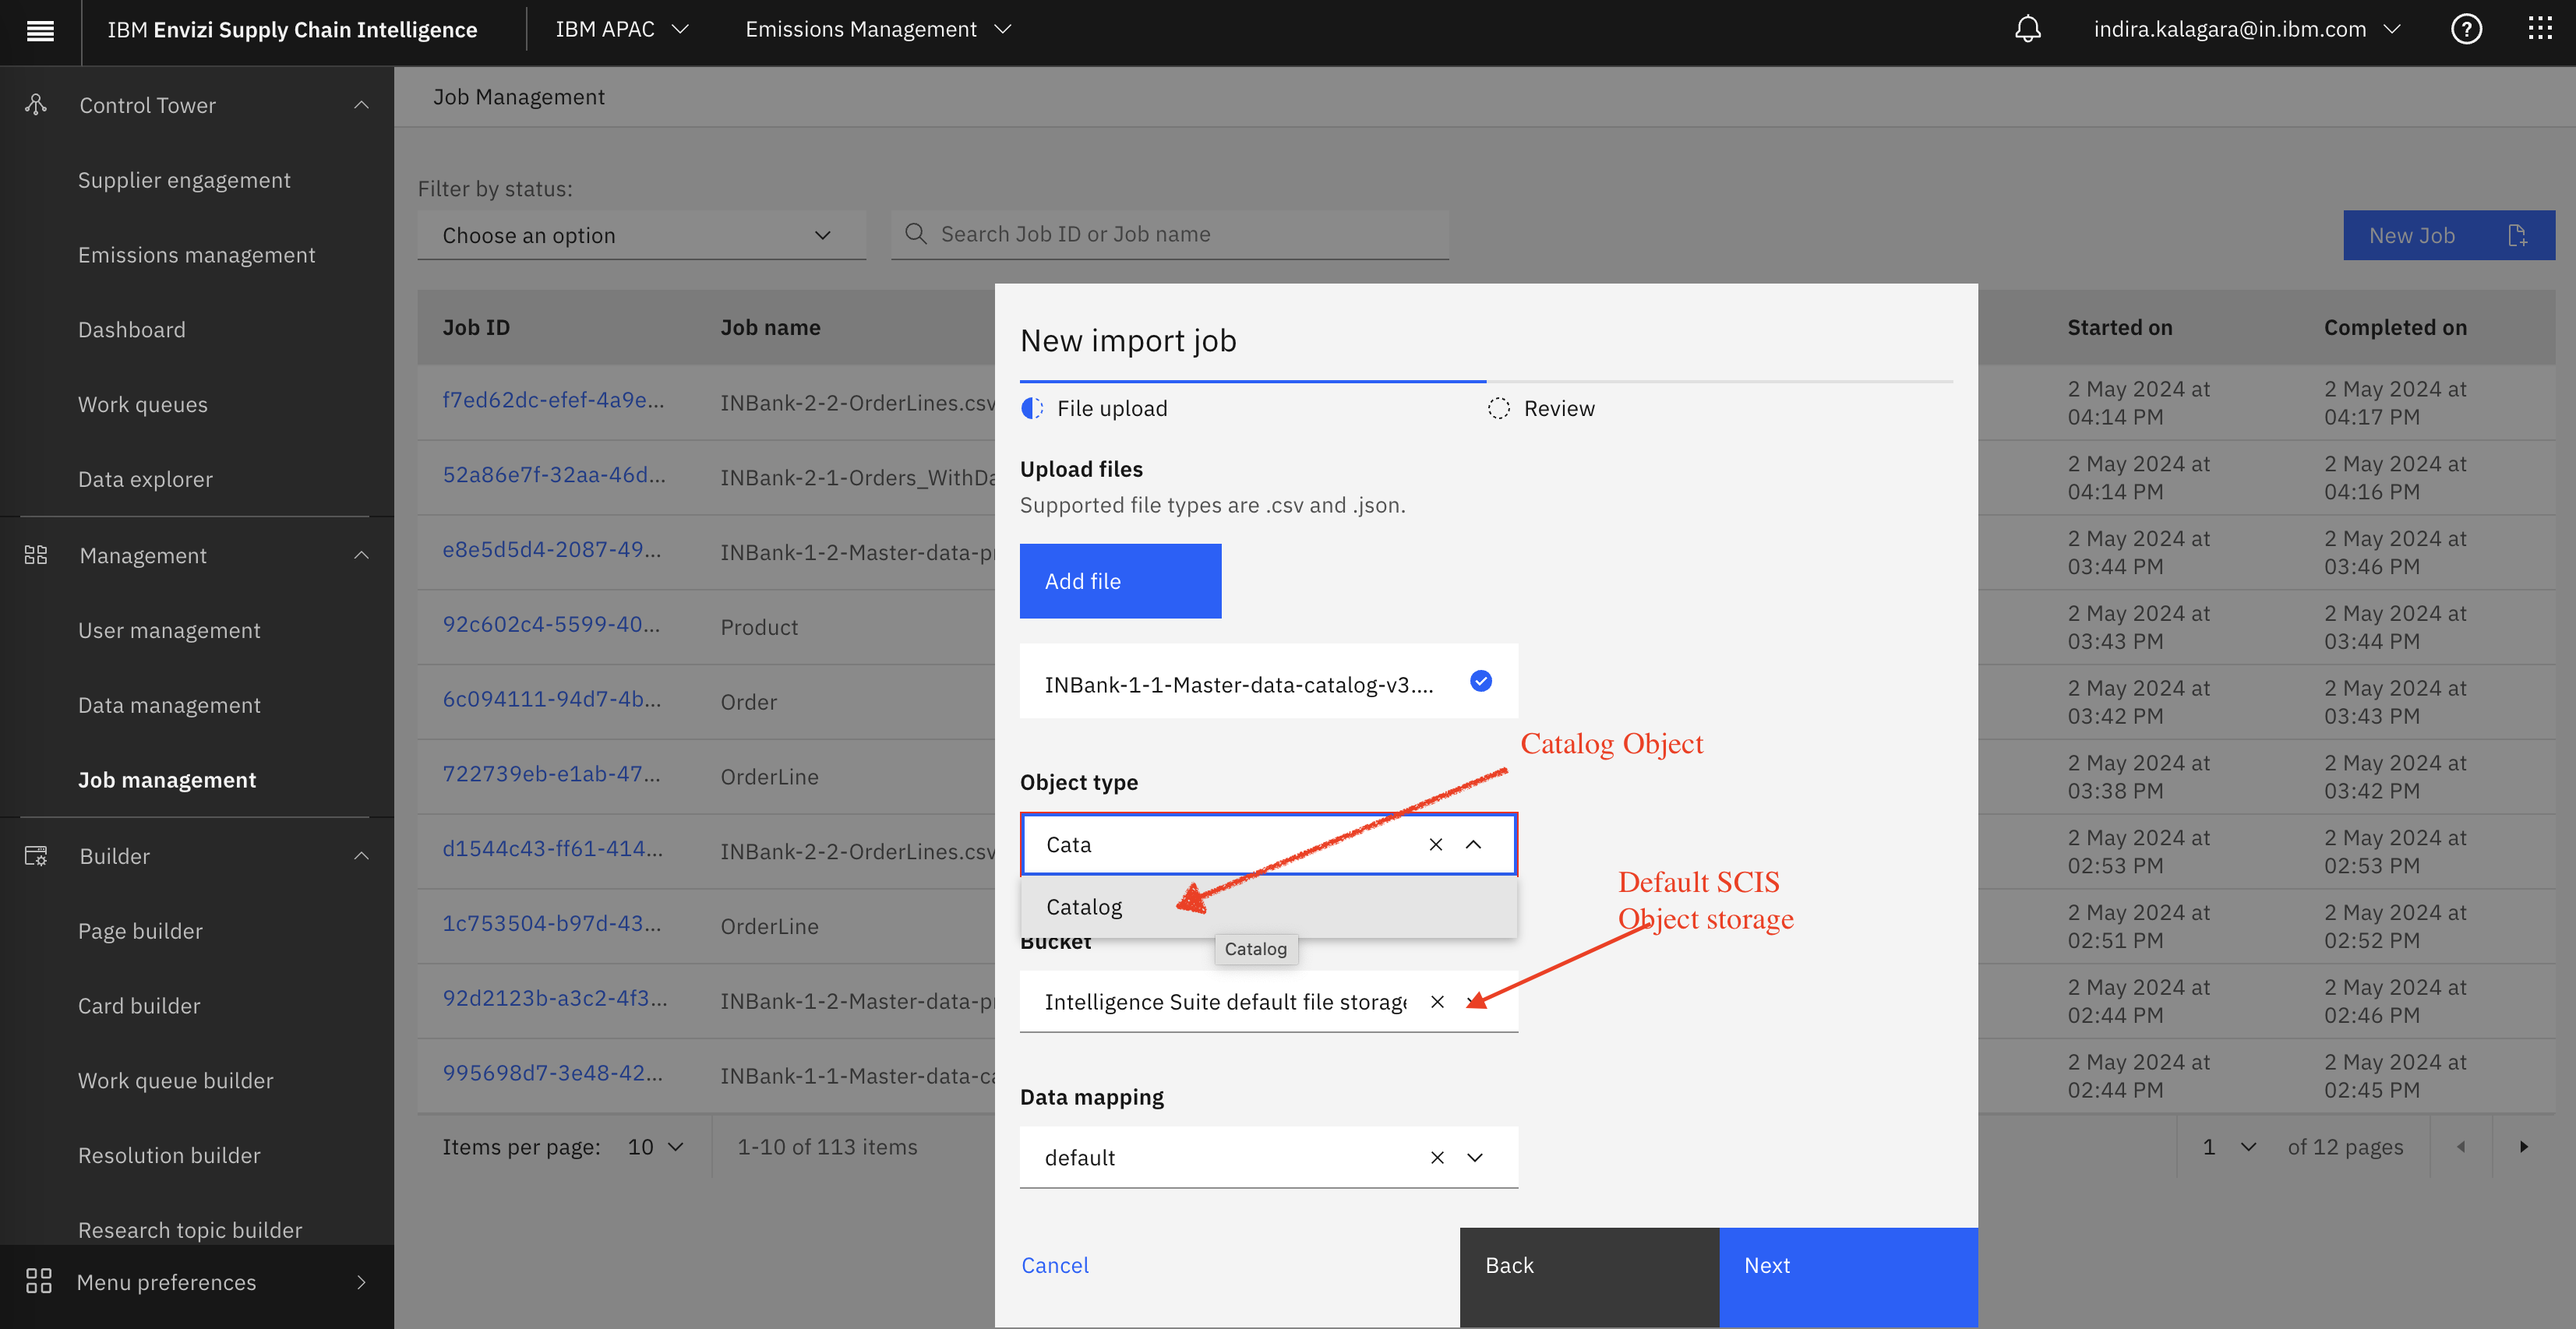 IBM Envizi Supply Chain Intelligence
IBM APAC
Emissions Management
indira.kalagara@in.ibm.com
Control Tower
Supplier engagement
Emissions management
Dashboard
Work queues
Data explorer
Management
User management
Data management
Job management
Builder
Page builder
Card builder
Work queue builder
Resolution builder
Research topic builder
Menu preferences
Job Management
Filter by status:
Choose an option
Search Job ID or Job name
New Job
Job ID Job name Started on Completed on
f7ed62dc-efef-4a9e... INBank-2-2-OrderLines.csv 2 May 2024 at 2 May 2024 at
04:14 PM 04:17 PM
52a86e7f-32aa-46d... INBank-2-1-Orders_WithDa 2 May 2024 at 2 May 2024 at
04:14 PM 04:16 PM
e8e5d5d4-2087-49... INBank-1-2-Master-data-pr 2 May 2024 at 2 May 2024 at
03:44 PM 03:46 PM
92c602c4-5599-40... Product 2 May 2024 at 2 May 2024 at
03:43 PM 03:44 PM
6c094111-94d7-4b... Order 2 May 2024 at 2 May 2024 at
03:42 PM 03:43 PM
722739eb-e1ab-47... OrderLine 2 May 2024 at 2 May 2024 at
03:38 PM 03:42 PM
d1544c43-ff61-414... INBank-2-2-OrderLines.csv 2 May 2024 at 2 May 2024 at
02:53 PM 02:53 PM
1c753504-b97d-43... OrderLine 2 May 2024 at 2 May 2024 at
02:51 PM 02:52 PM
92d2123b-a3c2-4f3... INBank-1-2-Master-data-pr 2 May 2024 at 2 May 2024 at
02:44 PM 02:46 PM
995698d7-3e48-42... INBank-1-1-Master-data-ca 2 May 2024 at 2 May 2024 at
02:44 PM 02:45 PM
Items per page: 10 1-10 of 113 items 1 of 12 pages
New import job
File upload
Review
Upload files
Supported file types are .csv and .json.
Add file
INBank-1-1-Master-data-catalog-v3....
Catalog Object
Object type
Cata
Catalog
Default SCIS
Object storage
Bucket
Catalog
Intelligence Suite default file storage
Data mapping
default
Cancel
Back
Next